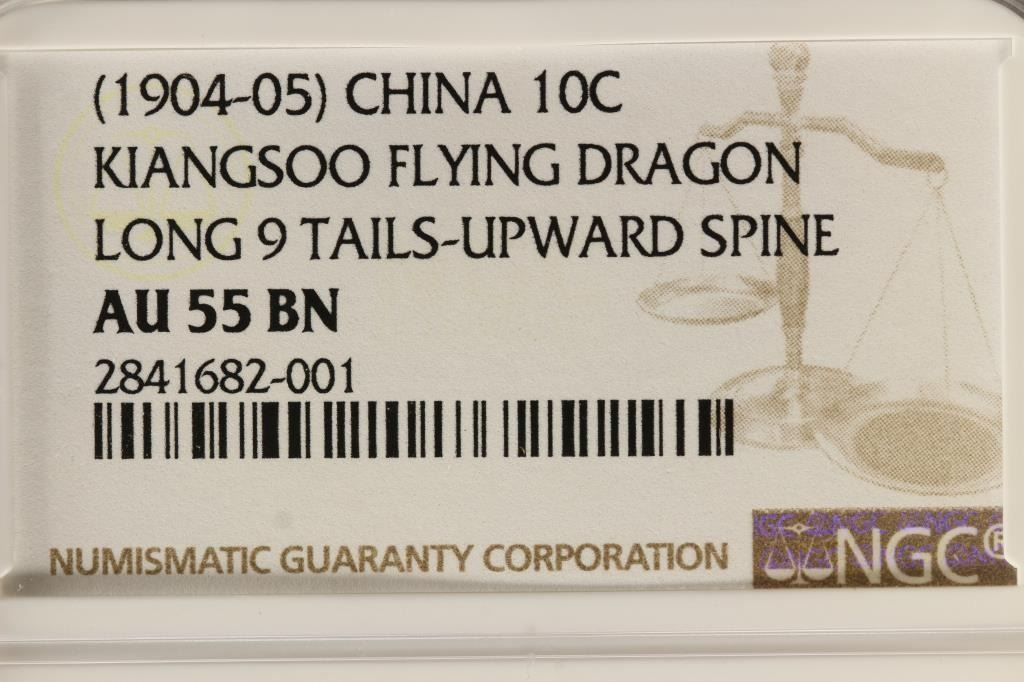 (1904-05) CHINA 10C
KIANGSOO FLYING DRAGON
LONG 9 TAILS-UPWARD SPINE
AU 55 BN
2841682-001
NUMISMATIC GUARANTY CORPORATION
NGC®